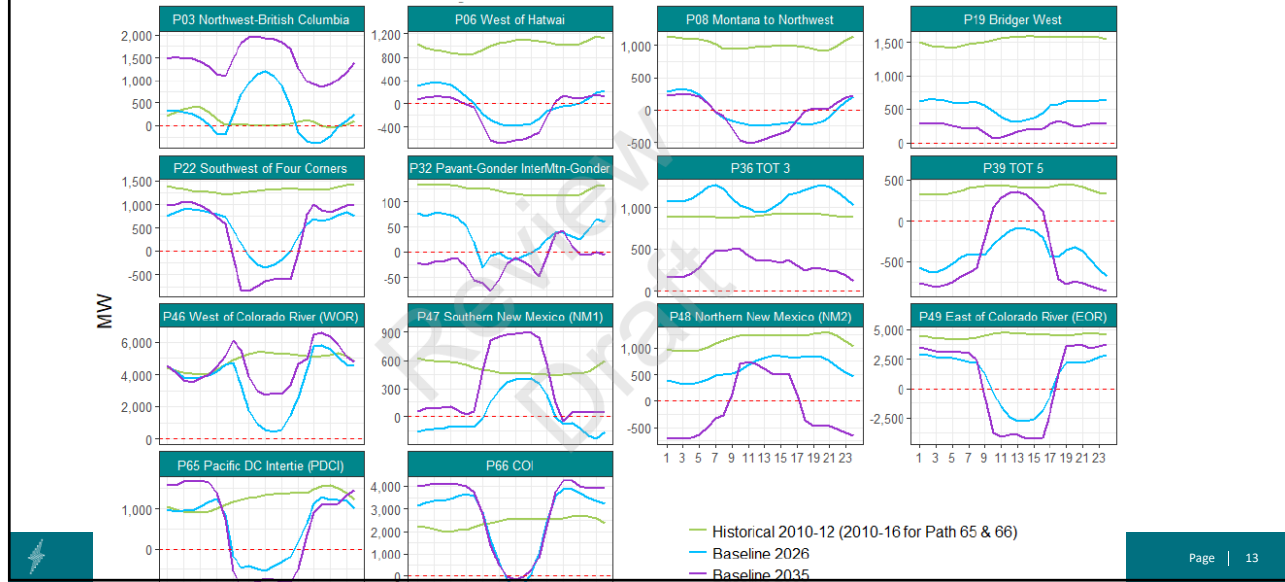 P03 Northwest-British Columbia
P06 West of Hatwai
P08 Montana to Northwest
P19 Bridger West
2,000
1,500
1,000
500
0
1,200
800
400
0
-400
1,000
500
0
-500
1,500
1,000
500
0
P22 Southwest of Four Corners
P32 Pavant-Gonder InterMtn-Gonder
P36 TOT 3
P39 TOT 5
1,500
1,000
500
0
-500
100
50
0
-50
1,000
500
0
500
0
-500
MW
P46 West of Colorado River (WOR)
P47 Southern New Mexico (NM1)
P48 Northern New Mexico (NM2)
P49 East of Colorado River (EOR)
6,000
4,000
2,000
0
900
600
300
0
1,000
500
0
-500
5,000
2,500
0
-2,500
1 3 5 7 9 11 13 15 17 19 21 23
1 3 5 7 9 11 13 15 17 19 21 23
P65 Pacific DC Intertie (PDCI)
P66 COI
1,000
0
4,000
3,000
2,000
1,000
0
Historical 2010-12 (2010-16 for Path 65 & 66)
Baseline 2026
Baseline 2035
Review
Draft
Page | 13